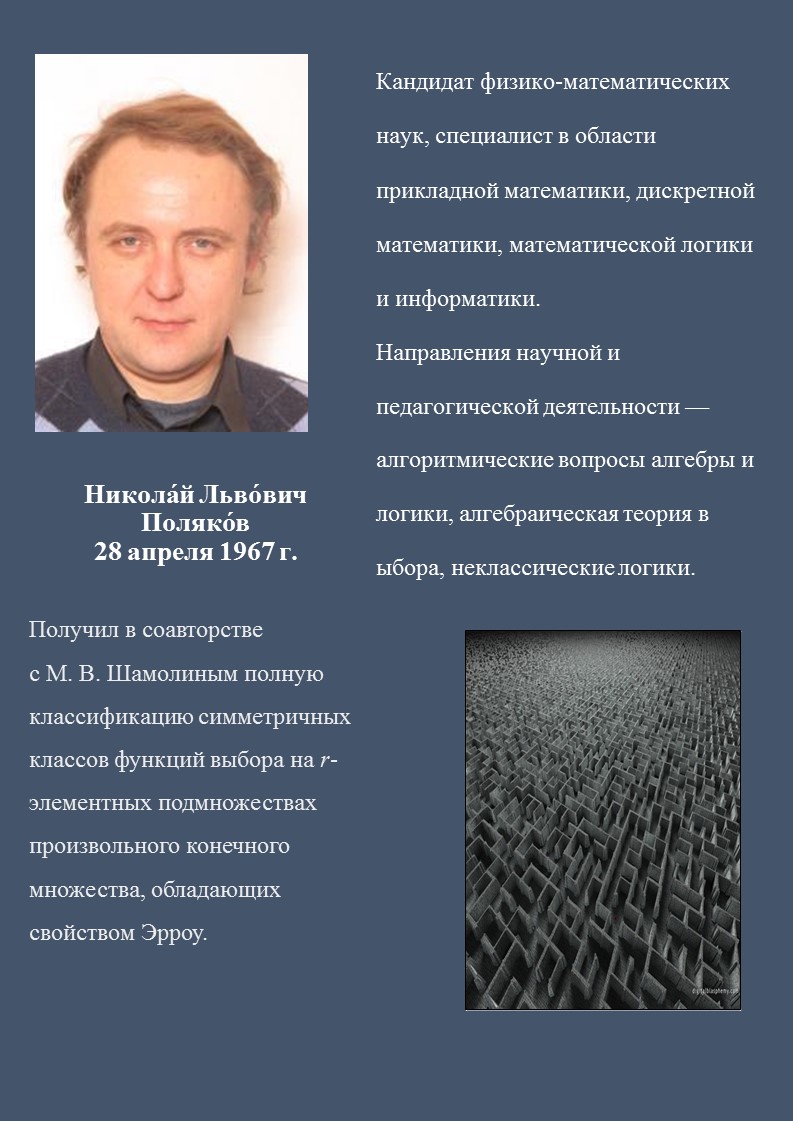 Кандидат физико-математических
наук, специалист в области
прикладной математики, дискретной
математики, математической логики
и информатики.
Направления научной и
педагогической деятельности —
алгоритмические вопросы алгебры и
логики, алгебраическая теория в
ыбора, неклассические логики.
Никола́й Льво́вич
Поляко́в
28 апреля 1967 г.
Получил в соавторстве
с М. В. Шамолиным полную
классификацию симметричных
классов функций выбора на r-
элементных подмножествах
произвольного конечного
множества, обладающих
свойством Эрроу.
digitalblasphemy.com